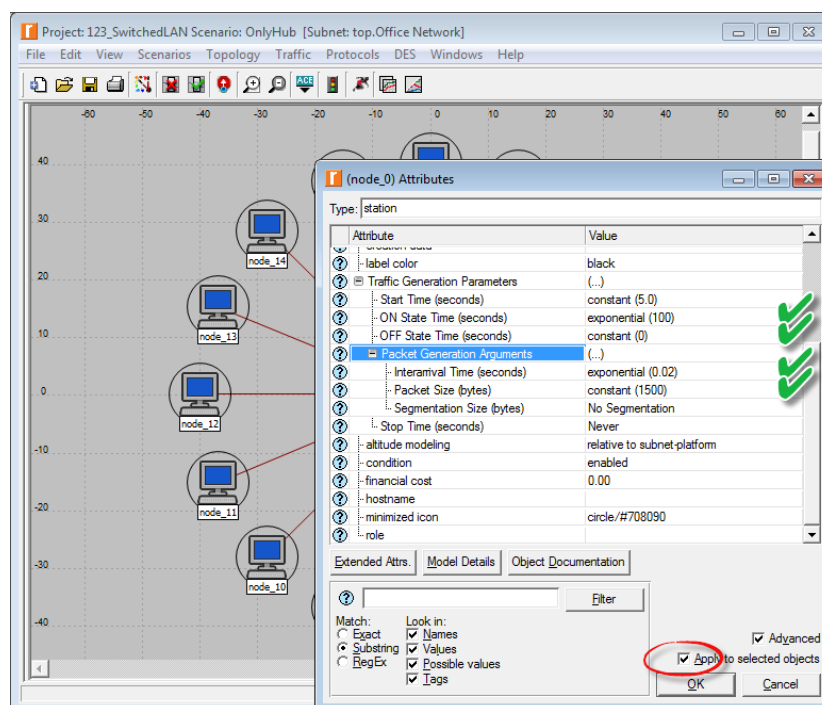 Project: 123_SwitchedLAN Scenario: OnlyHub [Subnet: top.Office Network]
File Edit View Scenarios Topology Traffic Protocols DES Windows Help
ACE
-60 -50 -40 -30 -20 -10 0 10 20 30 40 50 60
40
30
20
10
0
-10
-20
-30
-40
node_14
node_13
node_12
node_11
node_10
(node_0) Attributes
Type: station
Attribute Value
label color black
Traffic Generation Parameters (...)
Start Time (seconds) constant (5.0)
ON State Time (seconds) exponential (100)
OFF State Time (seconds) constant (0)
Packet Generation Arguments (...)
Interarrival Time (seconds) exponential (0.02)
Packet Size (bytes) constant (1500)
Segmentation Size (bytes) No Segmentation
Stop Time (seconds) Never
altitude modeling relative to subnet-platform
condition enabled
financial cost 0.00
hostname
minimized icon circle/#708090
role
Extended Attrs. Model Details Object Documentation
Filter
Match: Look in:
Exact Names
Substring Values
RegEx Possible values
Tags
Advanced
Apply to selected objects
OK Cancel